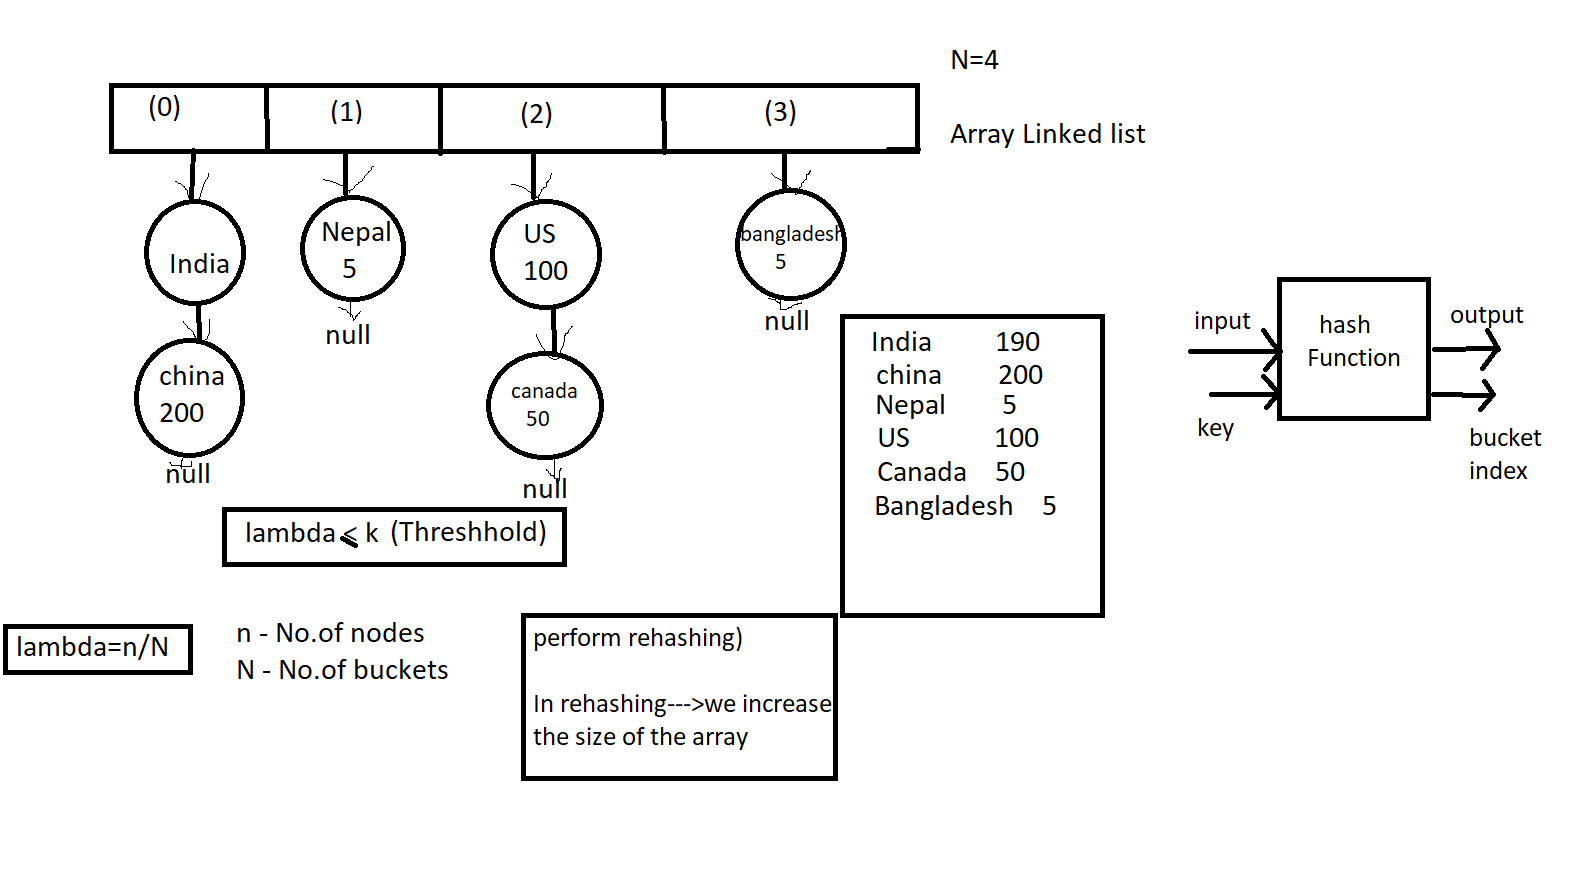 N=4
Array Linked list
(0) (1) (2) (3)
India
china
200
null
Nepal
5
null
US
100
canada
50
null
bangladesh
5
null
India 190
china 200
Nepal 5
US 100
Canada 50
Bangladesh 5
input
key
hash
Function
output
bucket
index
lambda ≤ k (Threshhold)
lambda=n/N
n - No.of nodes
N - No.of buckets
perform rehashing)
In rehashing--->we increase
the size of the array